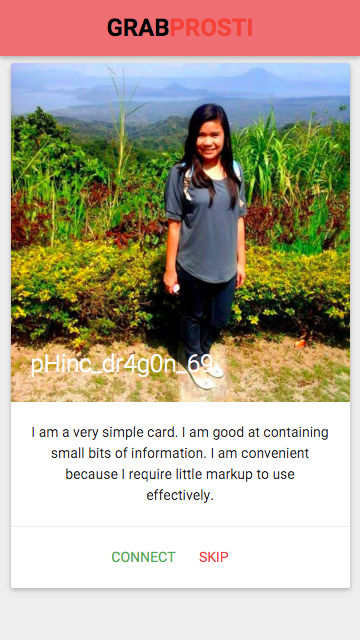 GRABPROSTI
pHinc_dr4g0n_69
I am a very simple card. I am good at containing
small bits of information. I am convenient
because I require little markup to use
effectively.
CONNECT SKIP